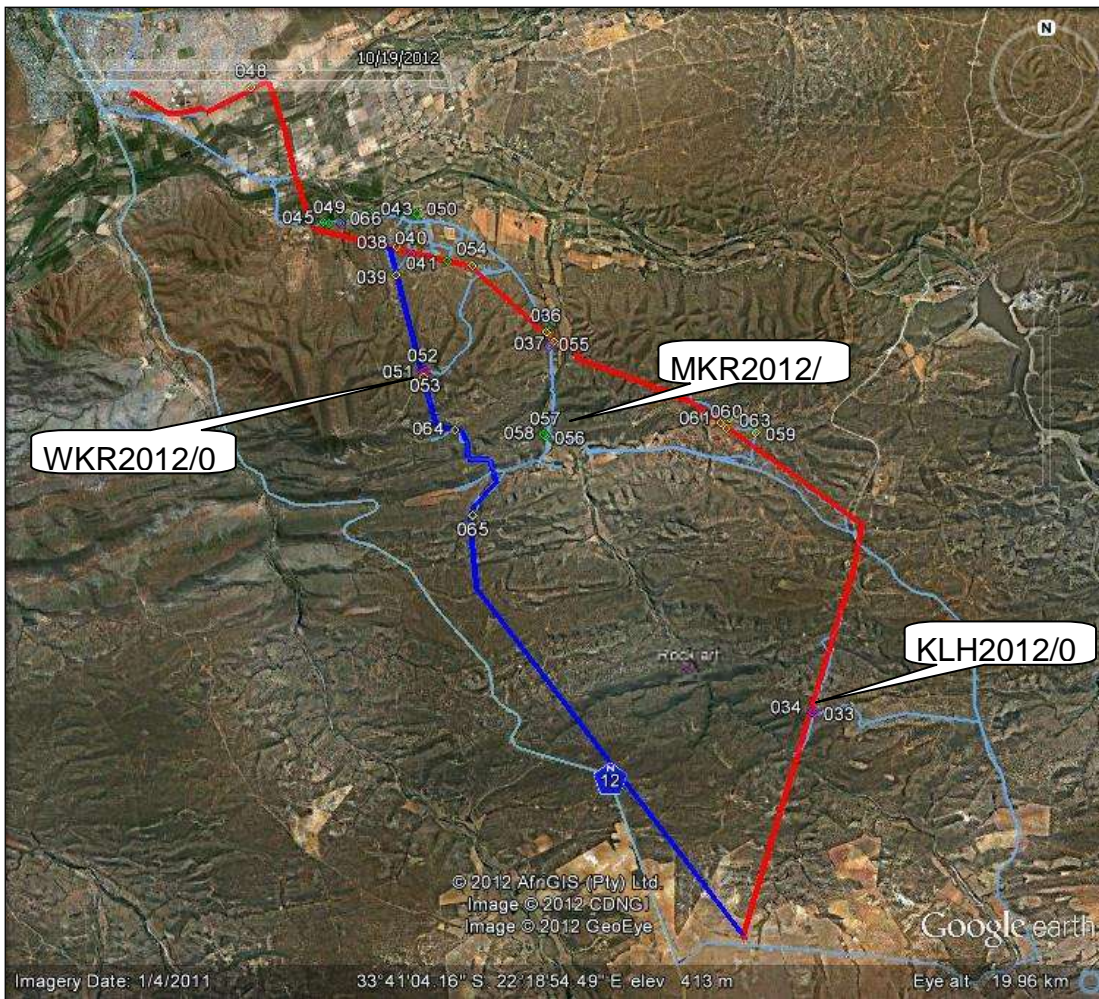 N
10/19/2012
048
049
043
050
045
066
038
040
041
054
039
036
037
055
052
051
053
MKR2012/
060
061
063
059
057
058
056
064
WKR2012/0
065
Rock art
KLH2012/0
034
033
N
12
© 2012 AfriGIS (Pty) Ltd.
Image © 2012 CDNGI
Image © 2012 GeoEye
Google earth
Imagery Date: 1/4/2011
33°41'04.16" S 22°18'54.49" E elev 413 m
Eye alt 19.96 km